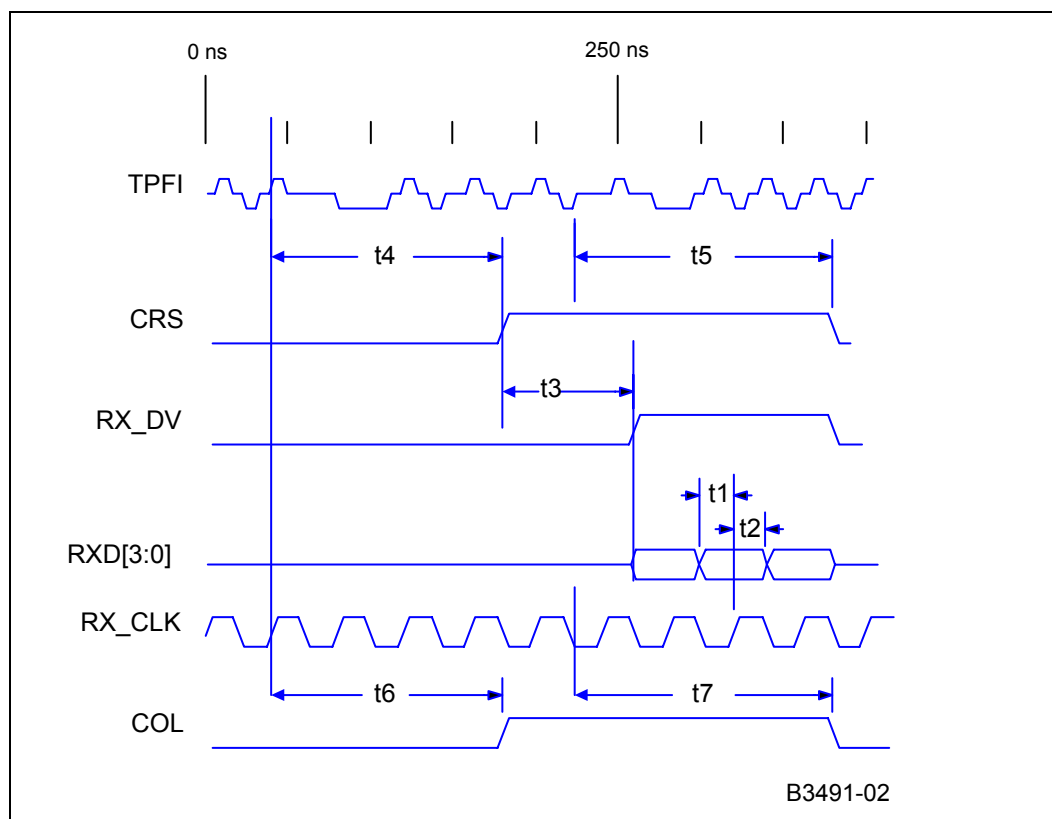 0 ns 250 ns
TPFI
t4 t5
CRS
t3
RX_DV
t1
t2
RXD[3:0]
RX_CLK
t6 t7
COL
B3491-02